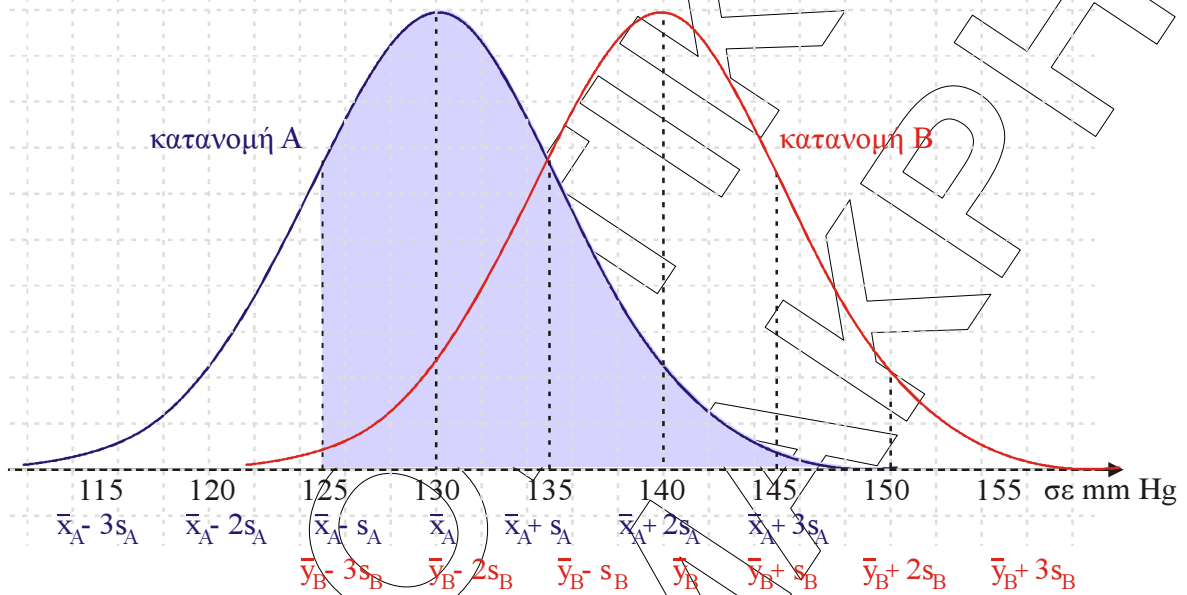 κατανομή Α
κατανομή Β
115 120 125 130 135 140 145 150 155 σε mm Hg
x̄A - 3sA x̄A - 2sA x̄A - sA x̄A x̄A + sA x̄A + 2sA x̄A + 3sA
ȳB - 3sB ȳB - 2sB ȳB - sB ȳB ȳB + sB ȳB + 2sB ȳB + 3sB